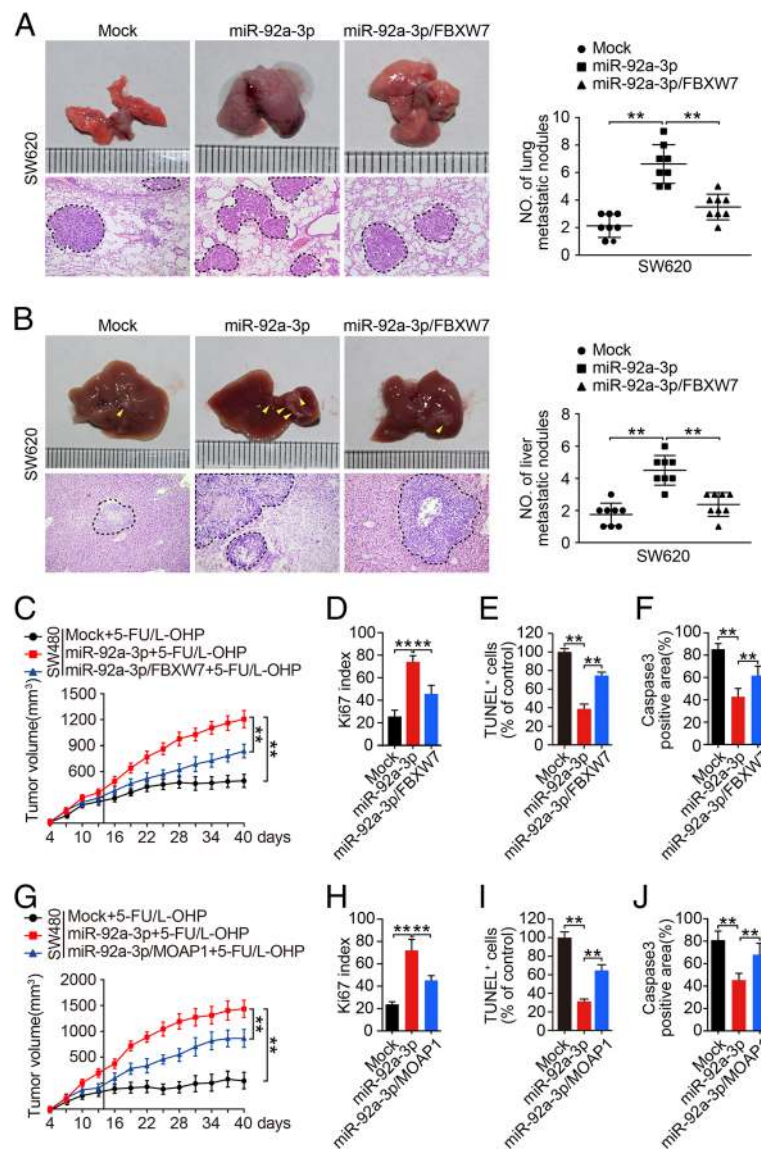 A
Mock
miR-92a-3p
miR-92a-3p/FBXW7
SW620
Mock
miR-92a-3p
miR-92a-3p/FBXW7
NO. of lung
metastatic nodules
10
8
6
4
2
0
**
**
SW620
B
Mock
miR-92a-3p
miR-92a-3p/FBXW7
SW620
Mock
miR-92a-3p
miR-92a-3p/FBXW7
NO. of liver
metastatic nodules
8
6
4
2
0
**
**
SW620
C
SW480
Mock+5-FU/L-OHP
miR-92a-3p+5-FU/L-OHP
miR-92a-3p/FBXW7+5-FU/L-OHP
Tumor volume(mm³)
1500
1200
900
600
300
4 10 16 22 28 34 40 days
**
**
D
Ki67 index
100
80
60
40
20
0
****
Mock
miR-92a-3p
miR-92a-3p/FBXW7
E
TUNEL⁺ cells
(% of control)
140
120
100
80
60
40
20
0
**
**
Mock
miR-92a-3p
miR-92a-3p/FBXW7
F
Caspase3
positive area(%)
100
80
60
40
20
0
**
**
Mock
miR-92a-3p
miR-92a-3p/FBXW7
G
SW480
Mock+5-FU/L-OHP
miR-92a-3p+5-FU/L-OHP
miR-92a-3p/MOAP1+5-FU/L-OHP
Tumor volume(mm³)
2000
1500
1000
500
4 10 16 22 28 34 40 days
**
**
H
Ki67 index
100
80
60
40
20
0
****
Mock
miR-92a-3p
miR-92a-3p/MOAP1
I
TUNEL⁺ cells
(% of control)
140
120
100
80
60
40
20
0
**
**
Mock
miR-92a-3p
miR-92a-3p/MOAP1
J
Caspase3
positive area(%)
100
80
60
40
20
0
**
**
Mock
miR-92a-3p
miR-92a-3p/MOAP1